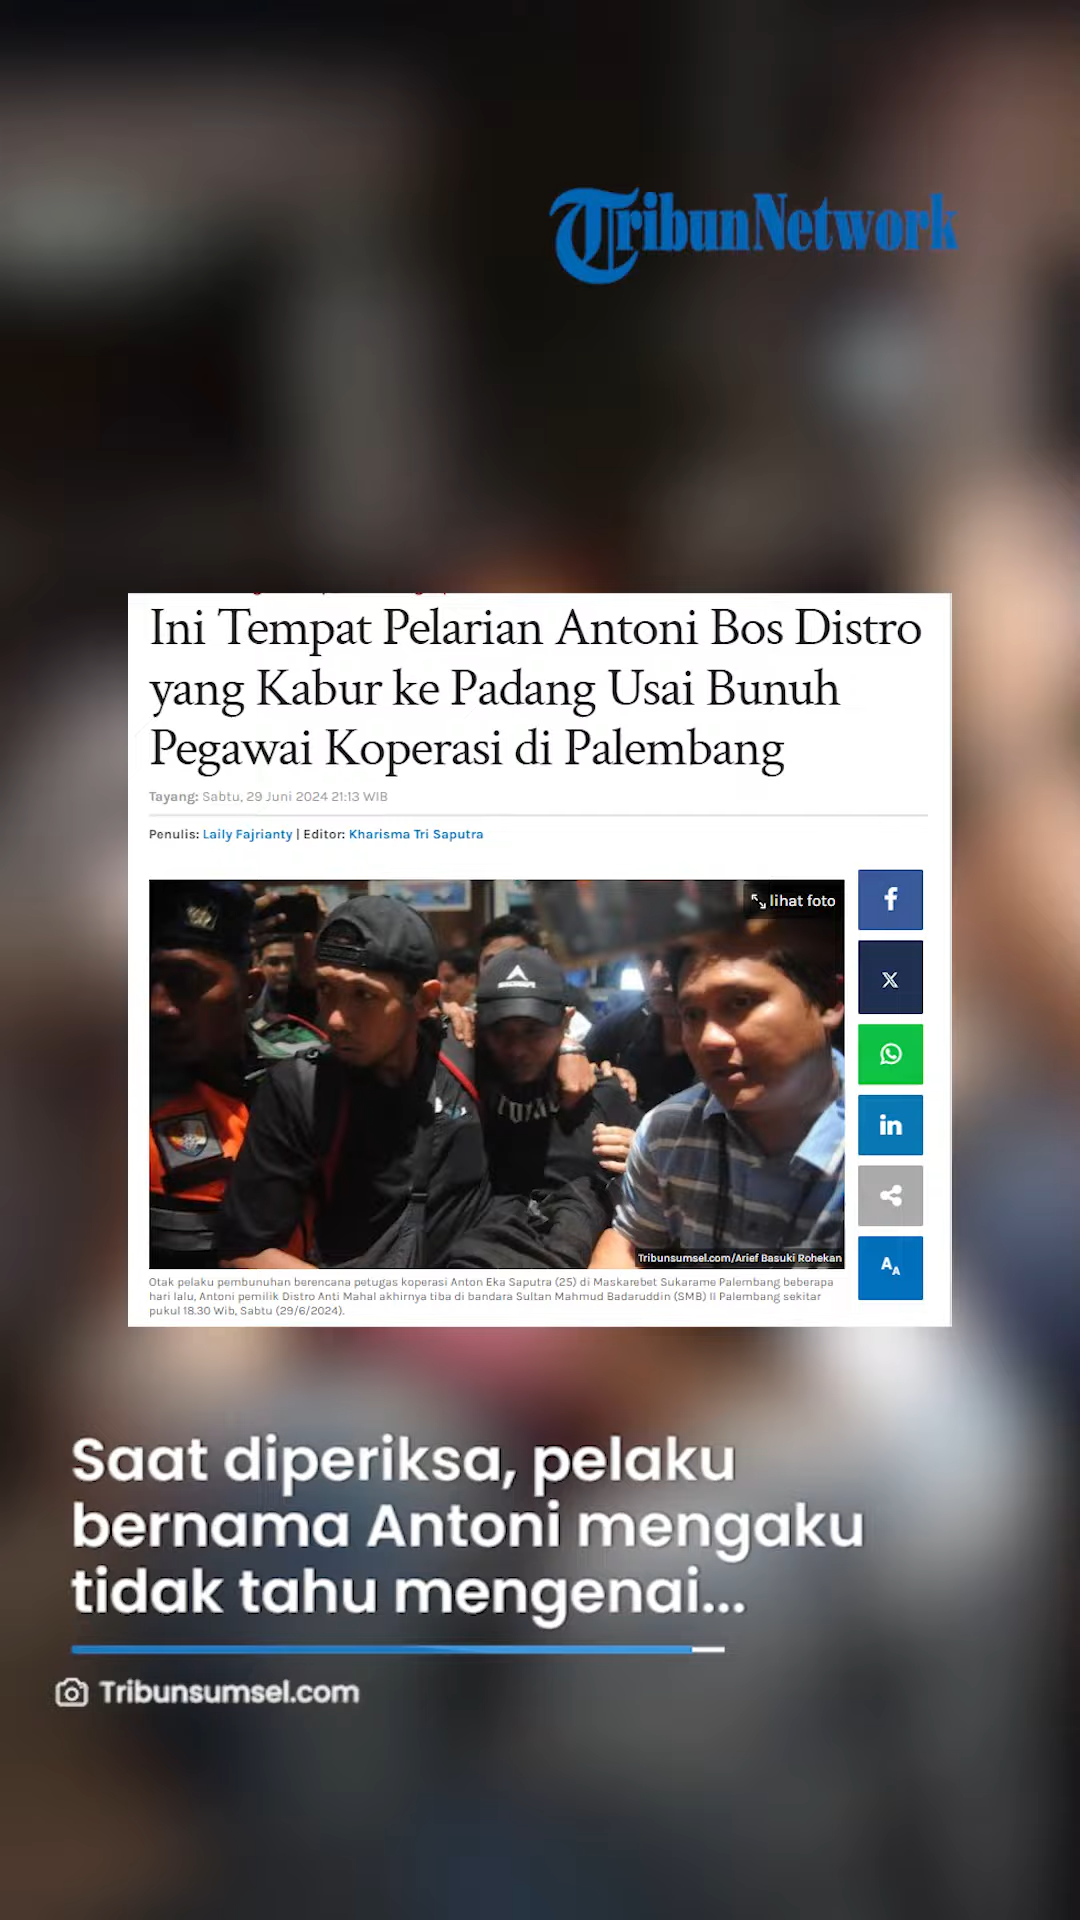 TribunNetwork
Ini Tempat Pelarian Antoni Bos Distro
yang Kabur ke Padang Usai Bunuh
Pegawai Koperasi di Palembang
Tayang: Sabtu, 29 Juni 2024 21:13 WIB
Penulis: Laily Fajrianty | Editor: Kharisma Tri Saputra
lihat foto
Tribunsumsel.com/Arief Basuki Rohekan
Otak pelaku pembunuhan berencana petugas koperasi Anton Eka Saputra (25) di Maskarebet Sukarame Palembang beberapa
hari lalu, Antoni pemilik Distro Anti Mahal akhirnya tiba di bandara Sultan Mahmud Badaruddin (SMB) II Palembang sekitar
pukul 18.30 Wib, Sabtu (29/6/2024).
Saat diperiksa, pelaku
bernama Antoni mengaku
tidak tahu mengenai...
Tribunsumsel.com